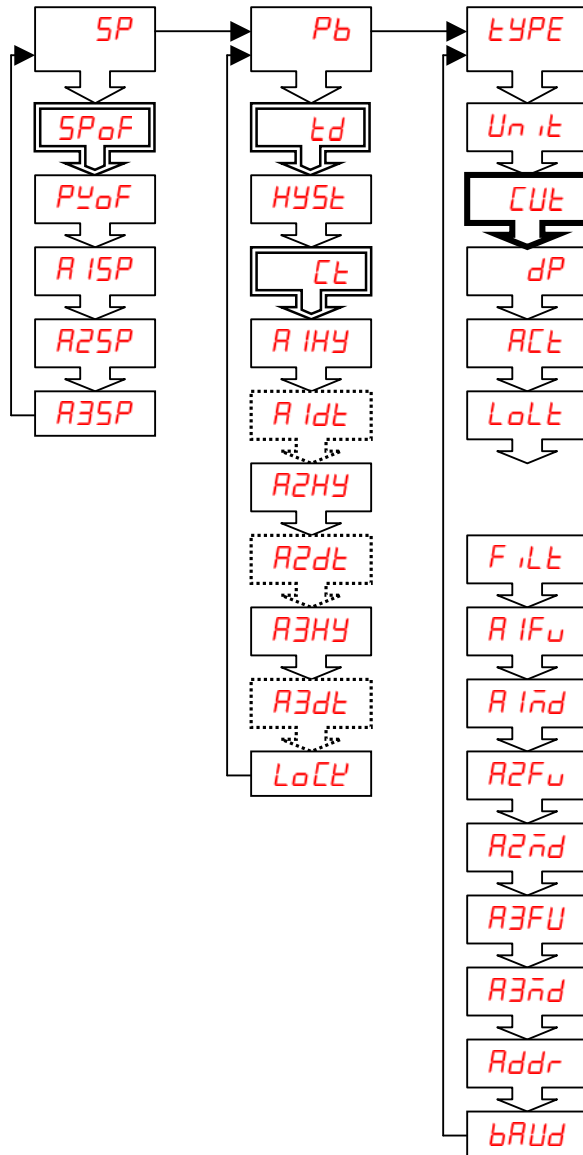 SP
SPoF
PYoF
A1SP
A2SP
A3SP
Pb
td
HYSt
Ct
A1HY
A1dt
A2HY
A2dt
A3HY
A3dt
LoCK
tYPE
Unit
CUt
dP
ACt
LoLt
FiLt
A1Fu
A1md
A2Fu
A2md
A3FU
A3md
Addr
bAUd